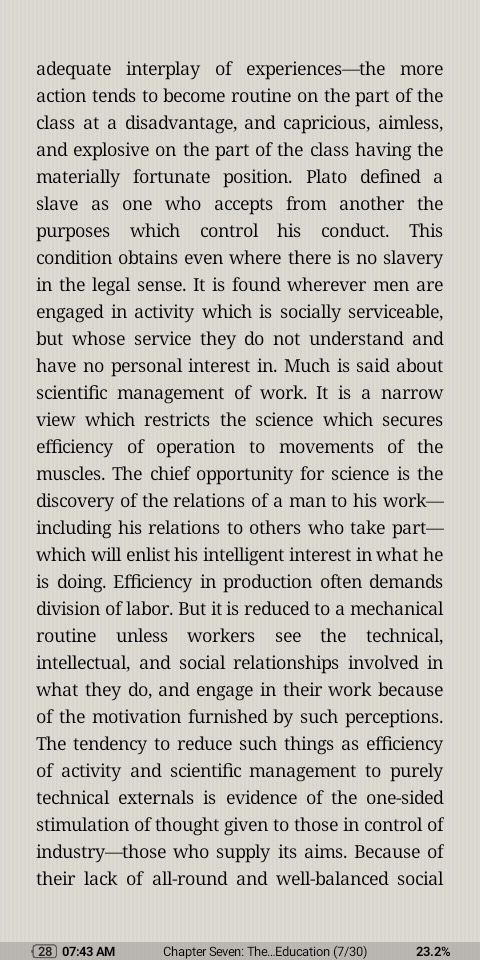 adequate interplay of experiences—the more
action tends to become routine on the part of the
class at a disadvantage, and capricious, aimless,
and explosive on the part of the class having the
materially fortunate position. Plato defined a
slave as one who accepts from another the
purposes which control his conduct. This
condition obtains even where there is no slavery
in the legal sense. It is found wherever men are
engaged in activity which is socially serviceable,
but whose service they do not understand and
have no personal interest in. Much is said about
scientific management of work. It is a narrow
view which restricts the science which secures
efficiency of operation to movements of the
muscles. The chief opportunity for science is the
discovery of the relations of a man to his work—
including his relations to others who take part—
which will enlist his intelligent interest in what he
is doing. Efficiency in production often demands
division of labor. But it is reduced to a mechanical
routine unless workers see the technical,
intellectual, and social relationships involved in
what they do, and engage in their work because
of the motivation furnished by such perceptions.
The tendency to reduce such things as efficiency
of activity and scientific management to purely
technical externals is evidence of the one-sided
stimulation of thought given to those in control of
industry—those who supply its aims. Because of
their lack of all-round and well-balanced social
28 07:43 AM Chapter Seven: The...Education (7/30) 23.2%